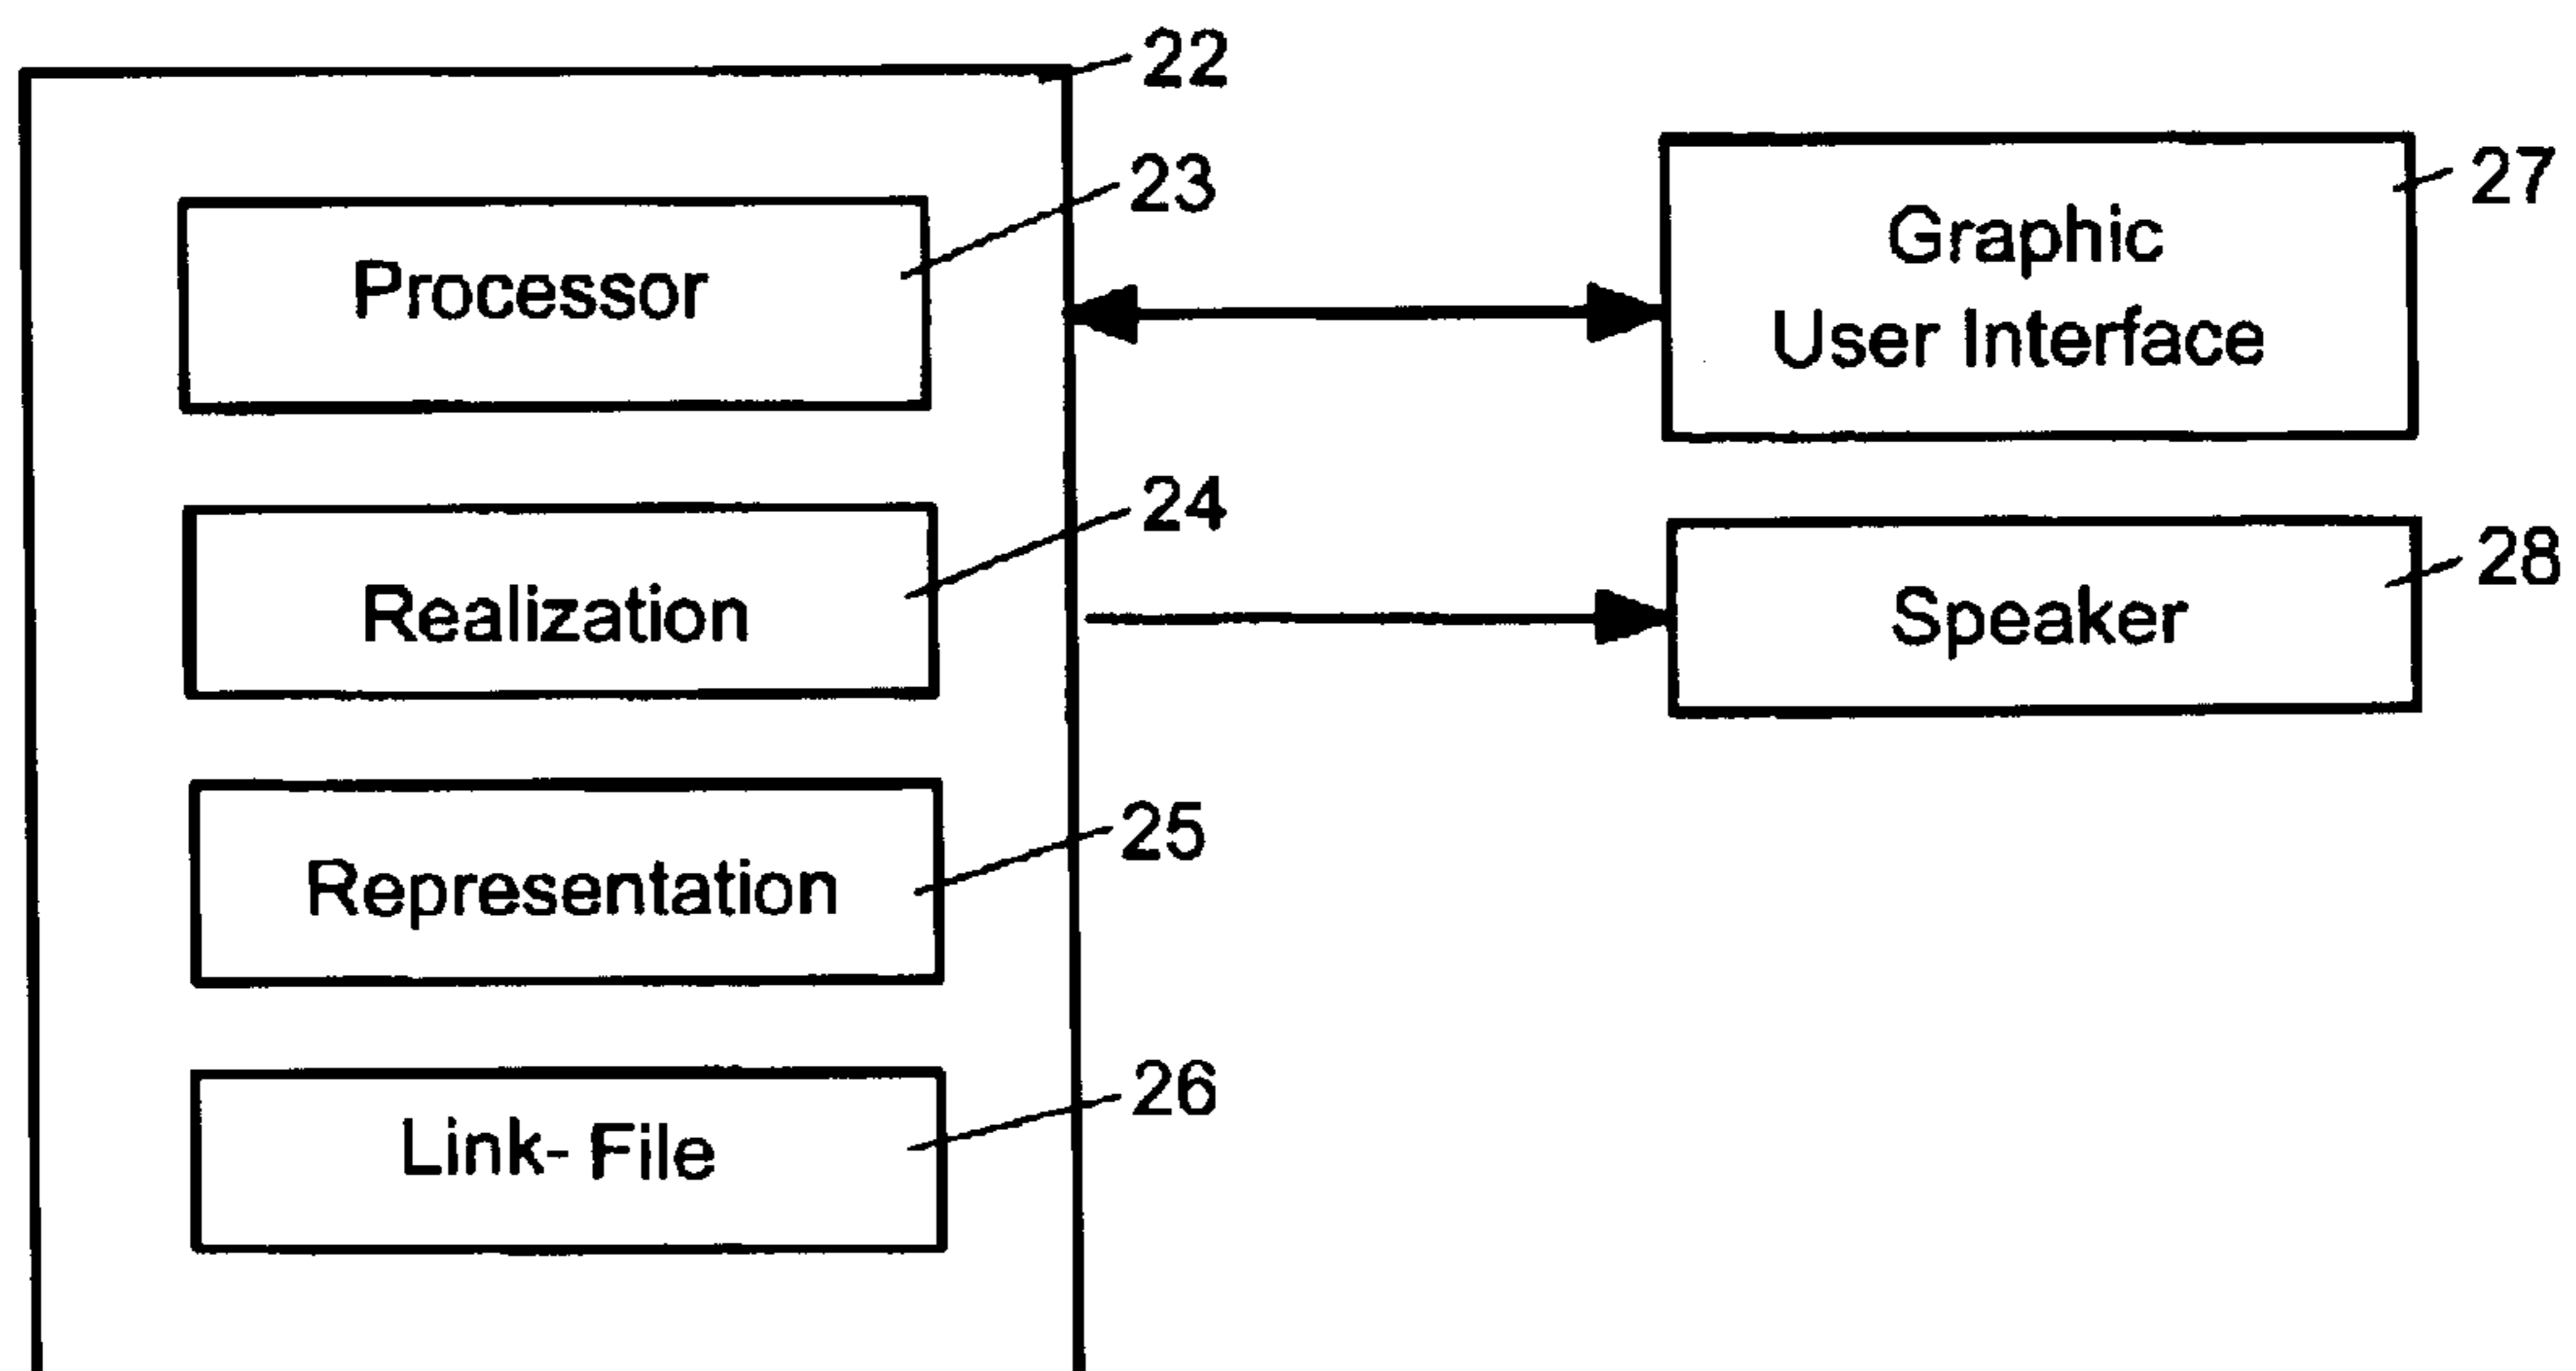 22
23
Processor
24
Realization
25
Representation
26
Link- File
27
Graphic
User Interface
28
Speaker